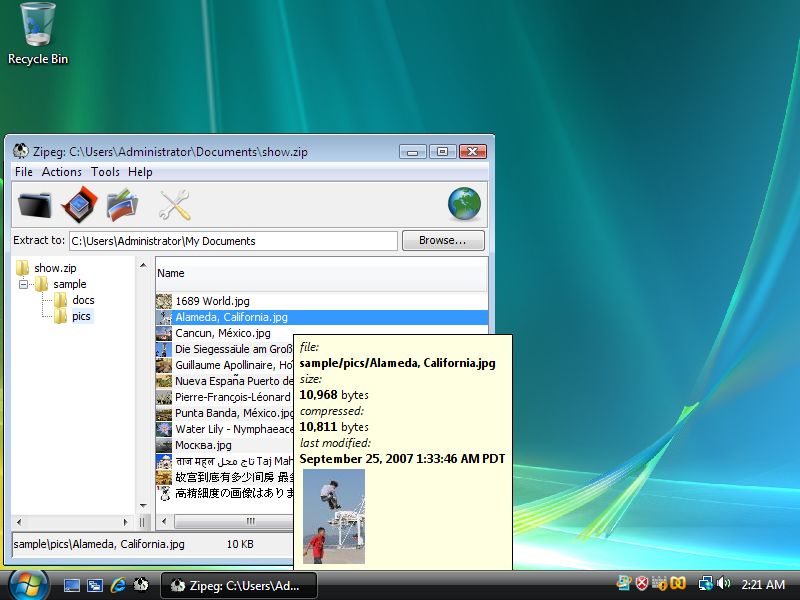 Recycle Bin
Zipeg: C:\Users\Administrator\Documents\show.zip
File Actions Tools Help
Extract to: C:\Users\Administrator\My Documents Browse...
show.zip
sample
docs
pics
Name
1689 World.jpg
Alameda, California.jpg
Cancun, México.jpg
Die Siegessäule am Groß
Guillaume Apollinaire, Ho
Nueva España Puerto de
Pierre-François-Léonard
Punta Banda, México.jpg
Water Lily - Nymphaeace
Москва.jpg
ताज महल تاج محل Taj Mah
故宫到底有多少间房 最多
高精細度の画像はありま
file:
sample/pics/Alameda, California.jpg
size:
10,968 bytes
compressed:
10,811 bytes
last modified:
September 25, 2007 1:33:46 AM PDT
sample\pics\Alameda, California.jpg 10 KB
Zipeg: C:\Users\Ad...
2:21 AM